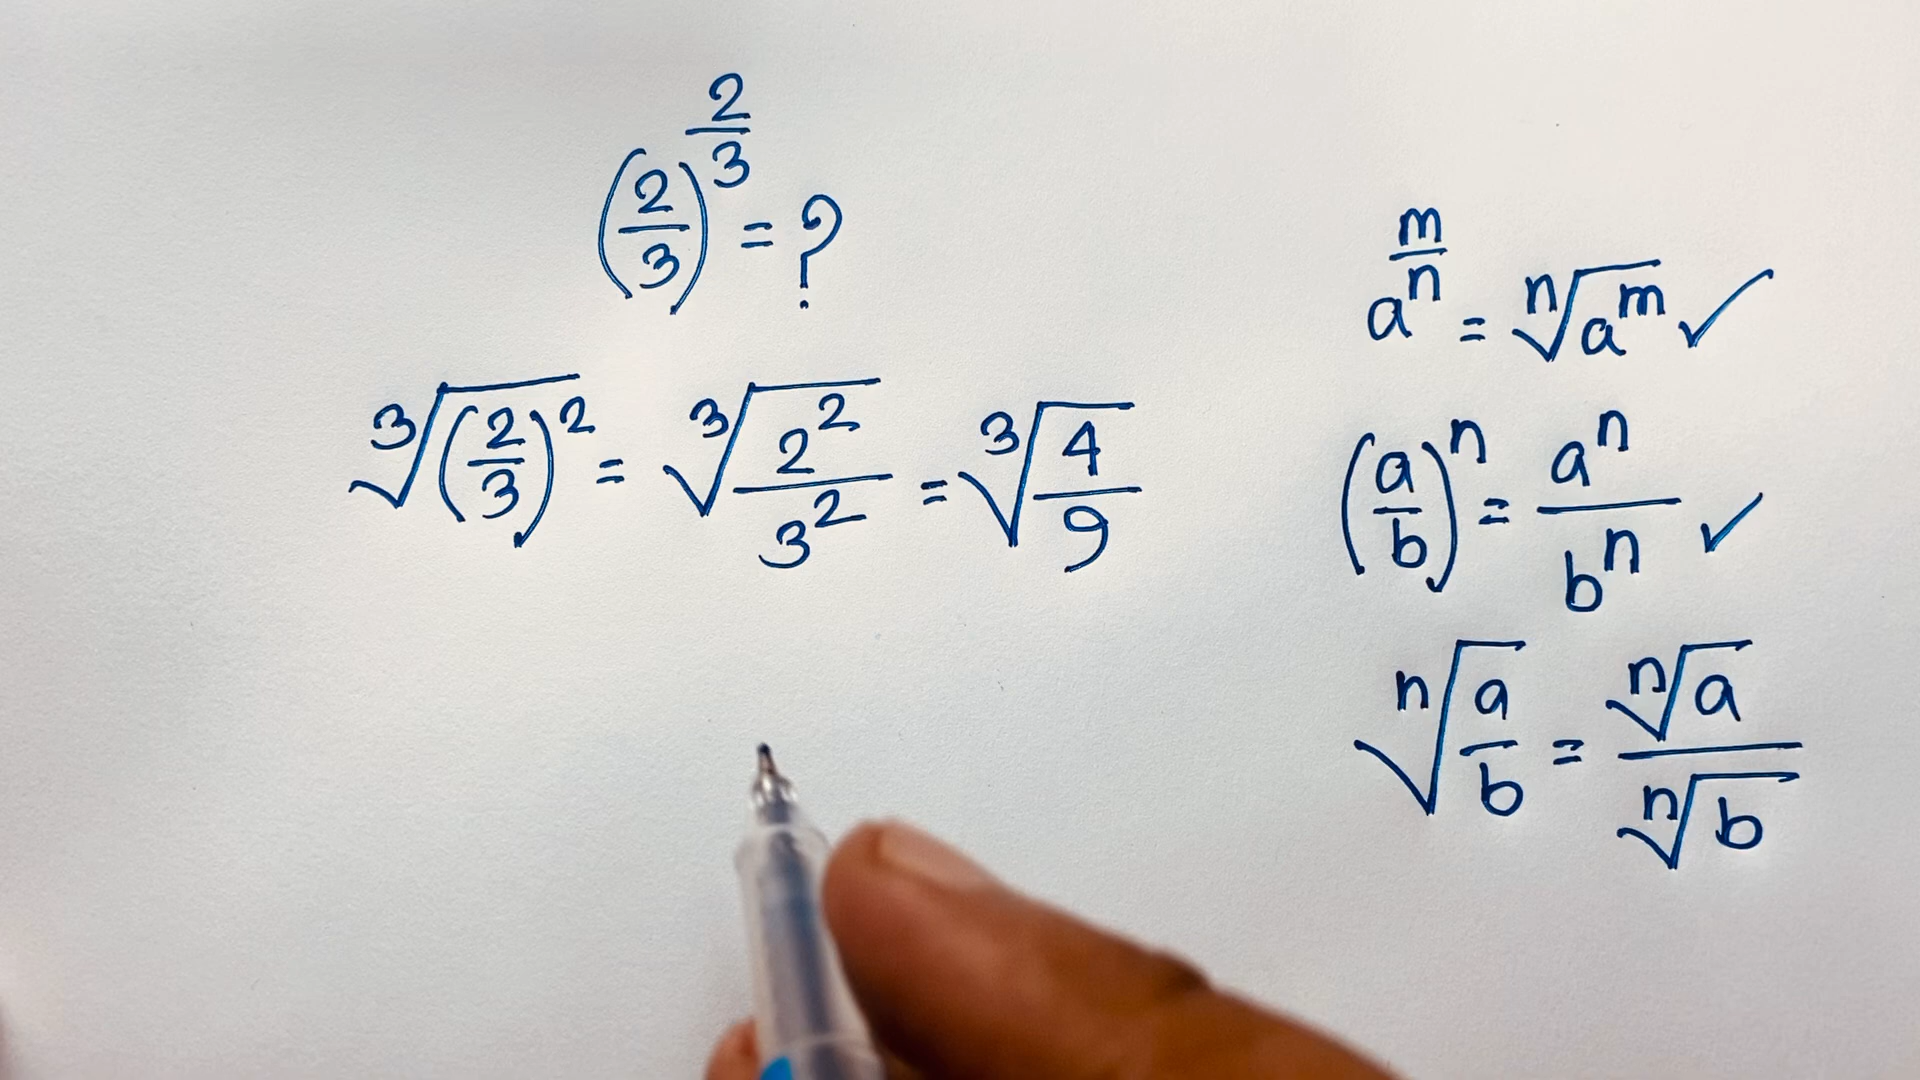 (2/3)^(2/3) = ?
∛((2/3)^2) = ∛(2^2/3^2) = ∛(4/9)
a^(m/n) = ⁿ√(a^m) ✓
(a/b)^n = a^n/b^n ✓
ⁿ√(a/b) = ⁿ√a/ⁿ√b